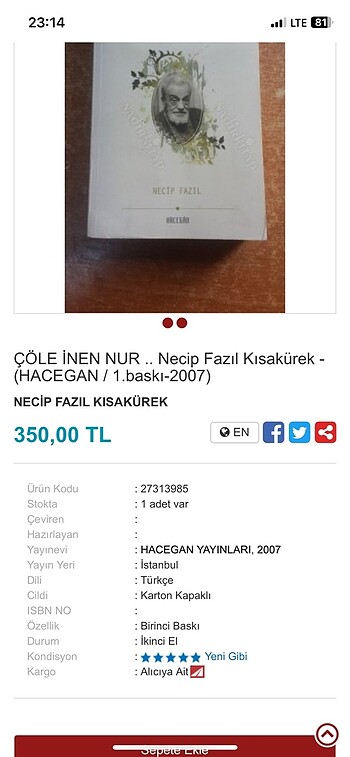 23:14
LTE 81
NECİP FAZIL
HACEGAN
ÇÖLE İNEN NUR .. Necip Fazıl Kısakürek -
(HACEGAN / 1.baskı-2007)
NECİP FAZIL KISAKÜREK
350,00 TL
EN
Ürün Kodu : 27313985
Stokta : 1 adet var
Çeviren :
Hazırlayan :
Yayınevi : HACEGAN YAYINLARI, 2007
Yayın Yeri : İstanbul
Dili : Türkçe
Cildi : Karton Kapaklı
ISBN NO :
Özellik : Birinci Baskı
Durum : İkinci El
Kondisyon : Yeni Gibi
Kargo : Alıcıya Ait
Sepete Ekle